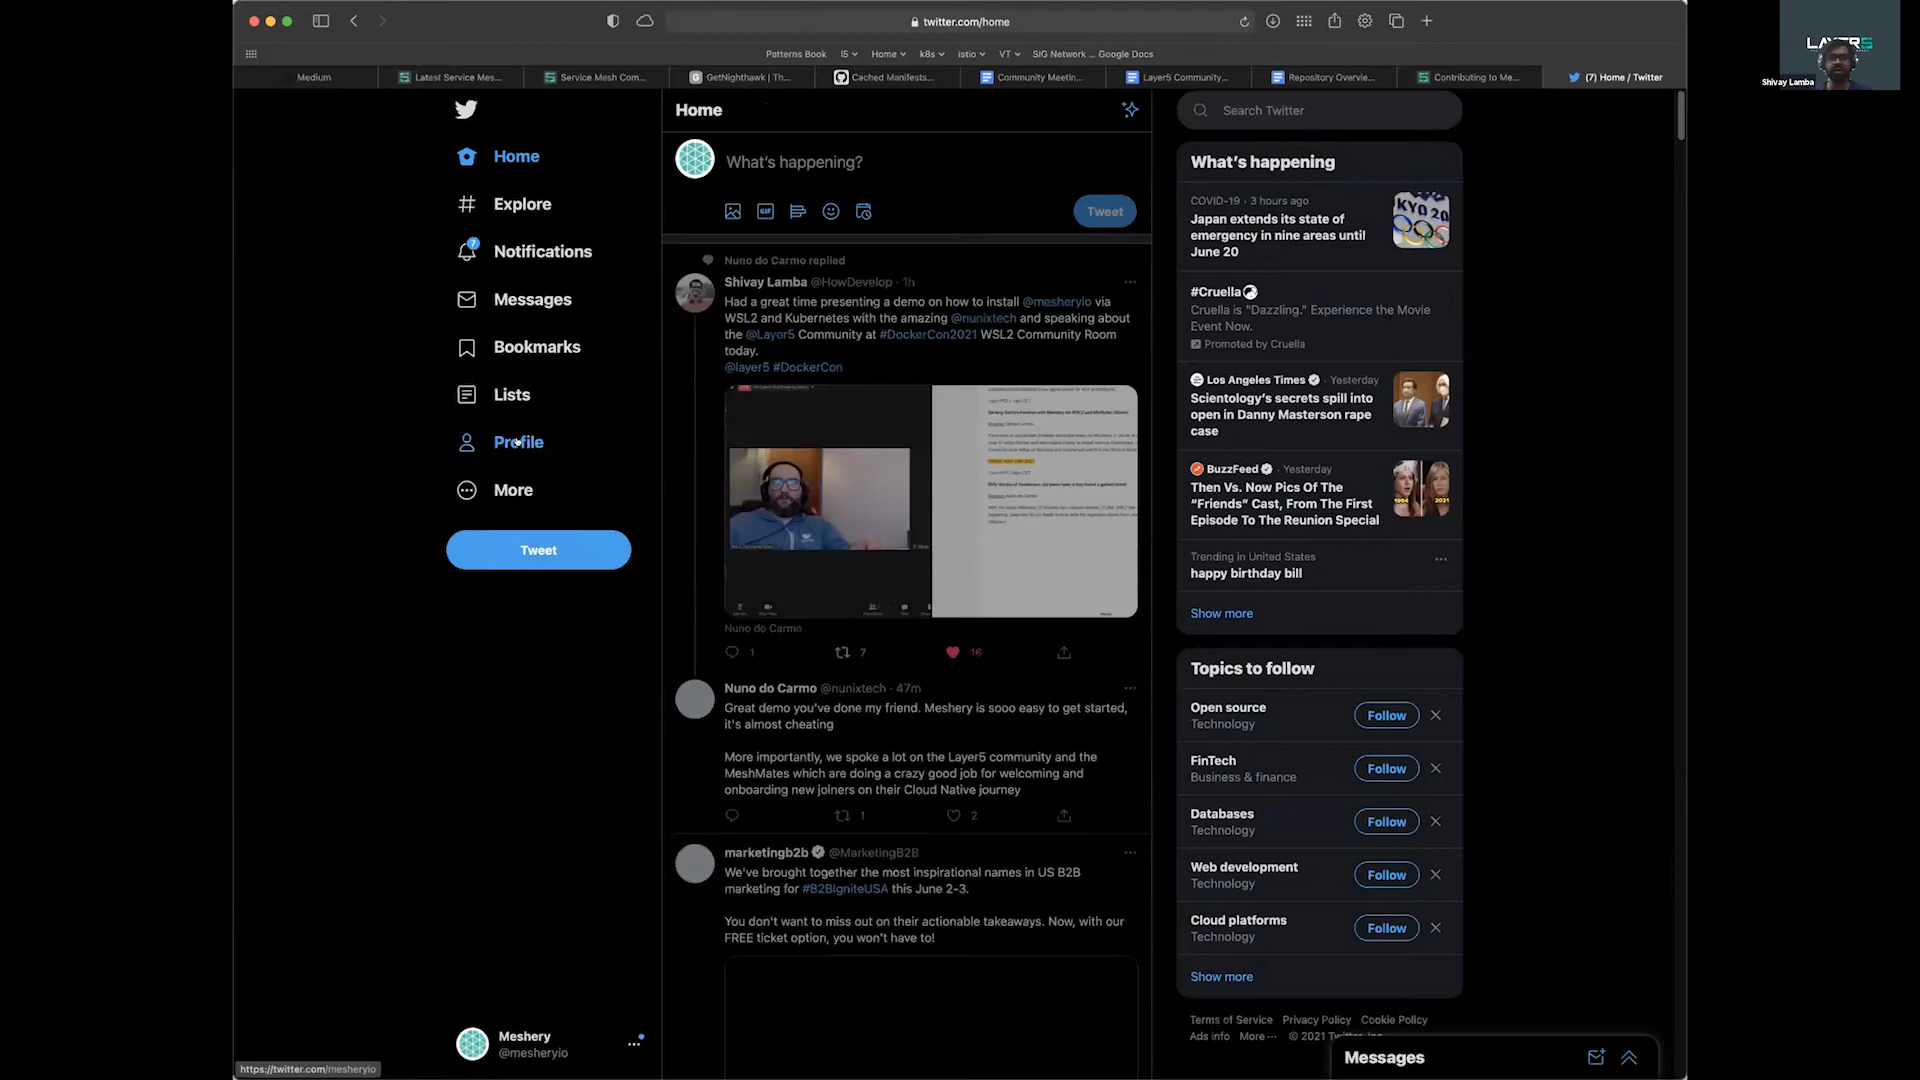 twitter.com/home
Patterns Book I5 Home k8s istio VT SIG Network ... Google Docs
Medium
Latest Service Mes...
Service Mesh Com...
GetNighthawk | Th...
Cached Manifests...
Community Meetin...
Layer5 Community...
Repository Overvie...
Contributing to Me...
(7) Home / Twitter
LAYER5
Shivay Lamba
Home
Explore
7
Notifications
Messages
Bookmarks
Lists
Profile
More
Tweet
Meshery
@mesheryio
https://twitter.com/mesheryio
Home
What's happening?
GIF
Tweet
Nuno do Carmo replied
Shivay Lamba @HowDevelop · 1h
Had a great time presenting a demo on how to install @mesheryio via
WSL2 and Kubernetes with the amazing @nunixtech and speaking about
the @Layer5 Community at #DockerCon2021 WSL2 Community Room
today.
@layer5 #DockerCon
Nuno do Carmo
1 7 16
Nuno do Carmo @nunixtech · 47m
Great demo you've done my friend. Meshery is sooo easy to get started,
it's almost cheating
More importantly, we spoke a lot on the Layer5 community and the
MeshMates which are doing a crazy good job for welcoming and
onboarding new joiners on their Cloud Native journey
1 2
marketingb2b @MarketingB2B
We've brought together the most inspirational names in US B2B
marketing for #B2BIgniteUSA this June 2-3.
You don't want to miss out on their actionable takeaways. Now, with our
FREE ticket option, you won't have to!
Search Twitter
What's happening
COVID-19 · 3 hours ago
Japan extends its state of
emergency in nine areas until
June 20
#Cruella
Cruella is "Dazzling." Experience the Movie
Event Now.
Promoted by Cruella
Los Angeles Times · Yesterday
Scientology's secrets spill into
open in Danny Masterson rape
case
BuzzFeed · Yesterday
Then Vs. Now Pics Of The
“Friends” Cast, From The First
Episode To The Reunion Special
1994 2021
Trending in United States
happy birthday bill
Show more
Topics to follow
Open source
Technology
Follow
FinTech
Business & finance
Follow
Databases
Technology
Follow
Web development
Technology
Follow
Cloud platforms
Technology
Follow
Show more
Terms of Service Privacy Policy Cookie Policy
Ads info More ··· © 2021 Twitter, Inc.
Messages